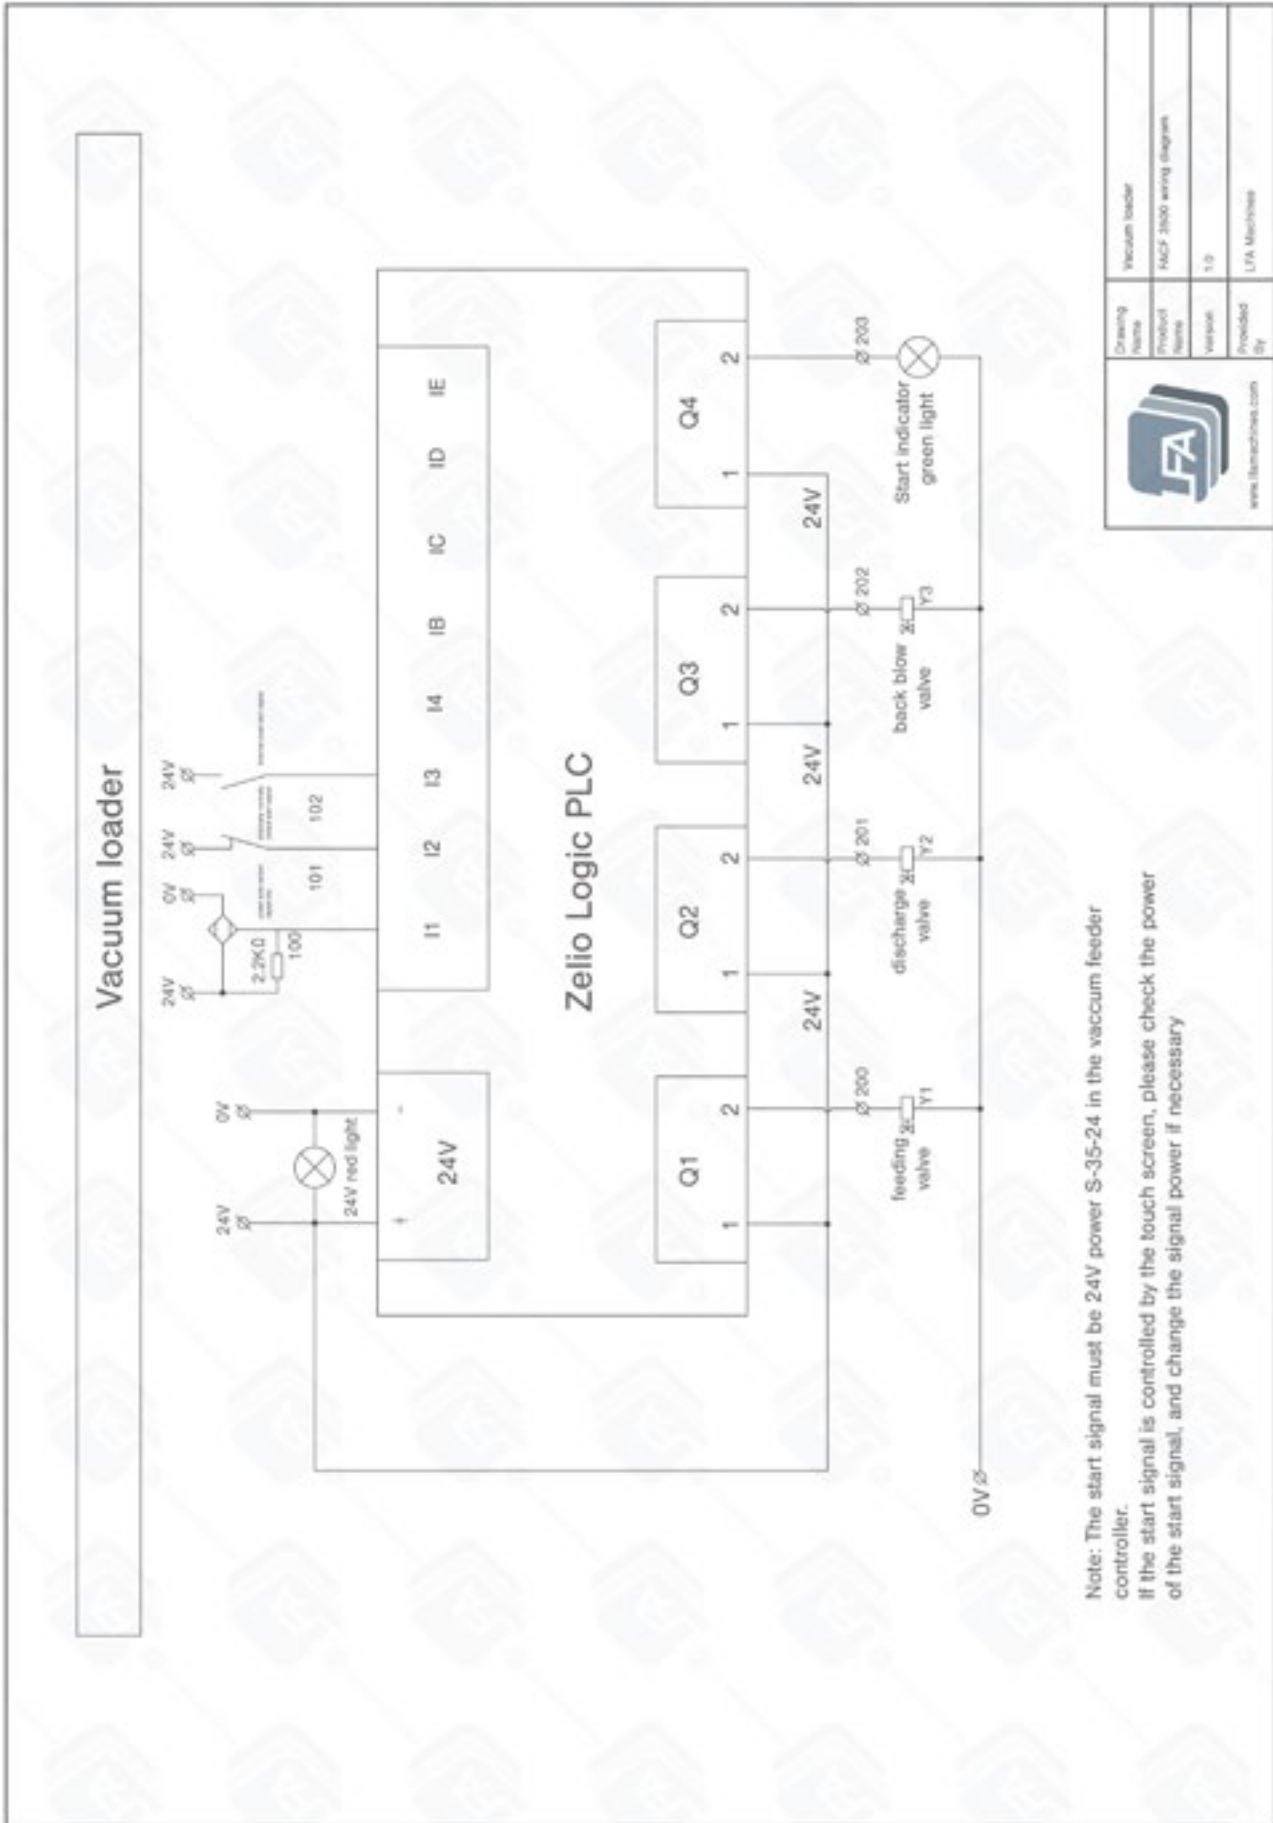 Vacuum loader
24V
0V
24V
0V
24V
24V
24V red light
2.2KΩ
100
101
102
+
-
24V
I1
I2
I3
I4
IB
IC
ID
IE
Zelio Logic PLC
Q1
Q2
Q3
Q4
1
2
1
2
1
2
1
2
24V
24V
24V
200
201
202
203
feeding
valve
Y1
discharge
valve
Y2
back blow
valve
Y3
Start indicator
green light
0V
Note: The start signal must be 24V power S-35-24 in the vaccum feeder
controller.
If the start signal is controlled by the touch screen, please check the power
of the start signal, and change the signal power if necessary
LFA
www.lfamachines.com
Drawing
Name
Vacuum loader
Product
Name
FACF 3500 wiring diagram
Version
1.0
Provided
By
LFA Machines